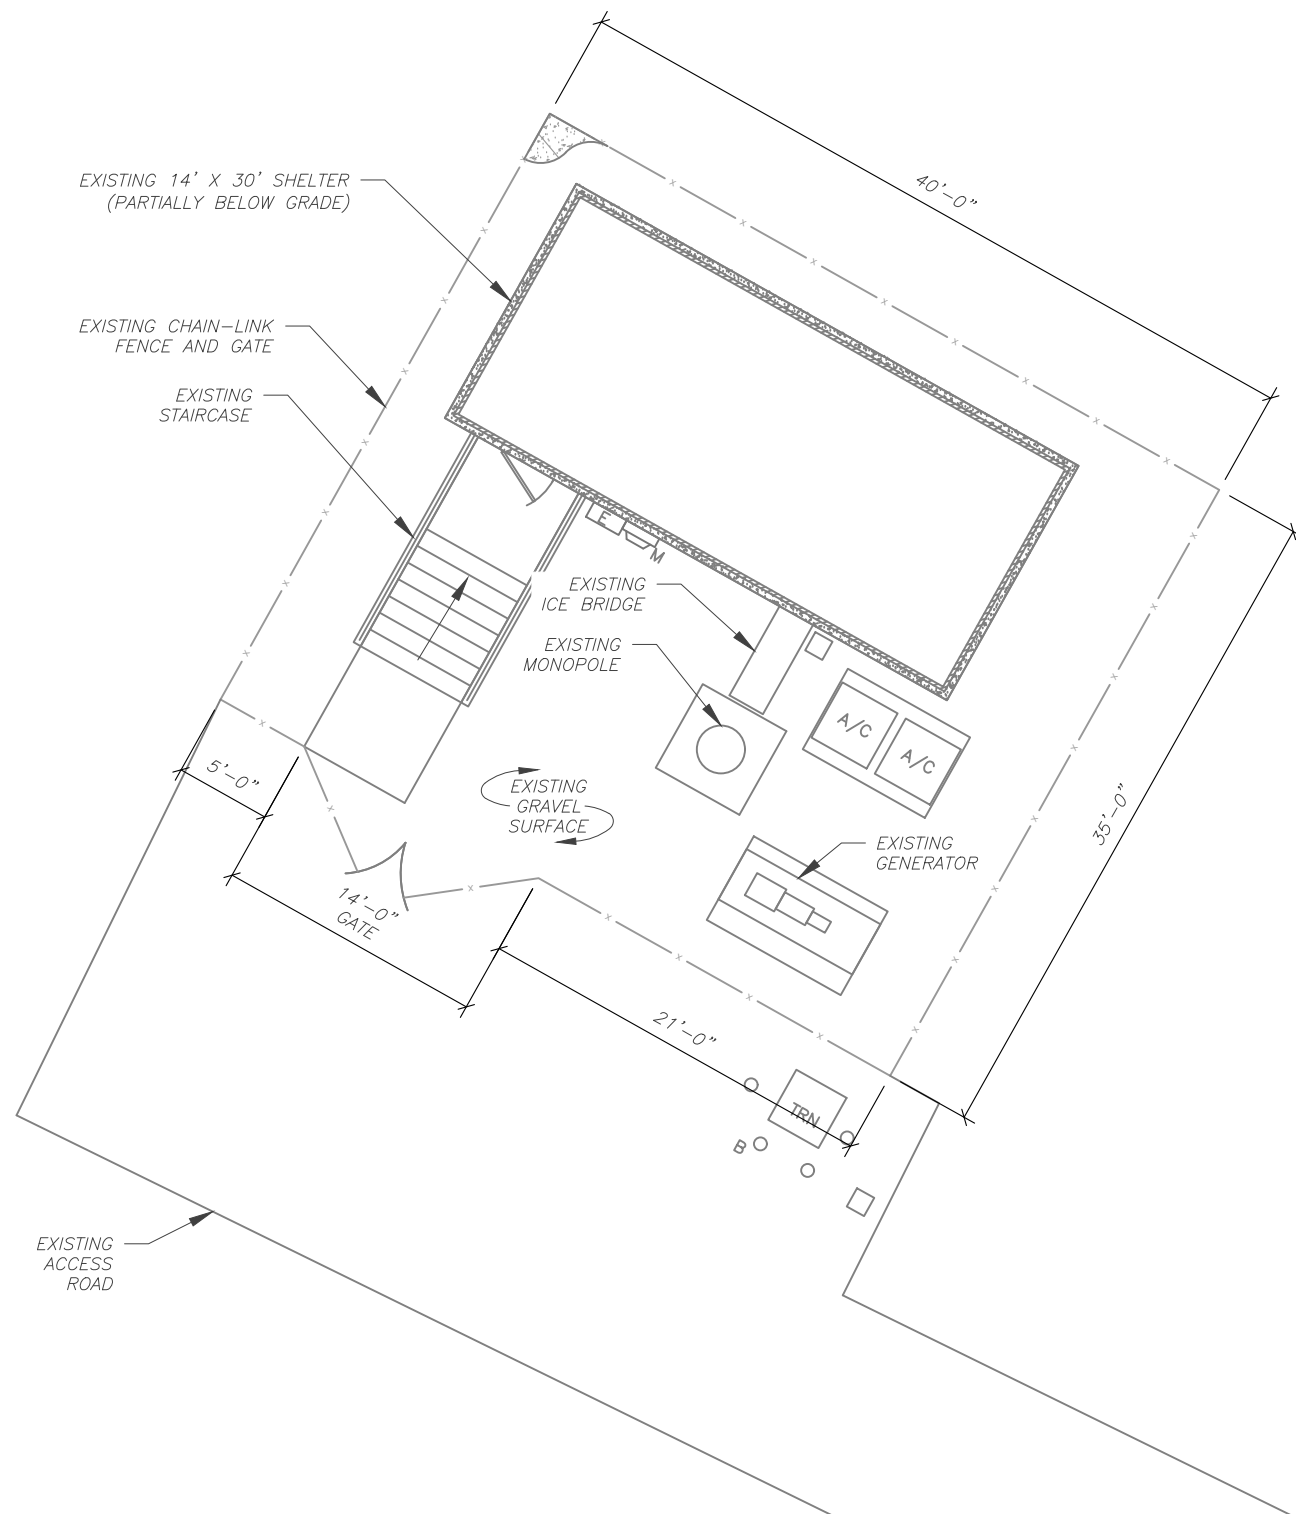 40'-0"
EXISTING 14' X 30' SHELTER
(PARTIALLY BELOW GRADE)
EXISTING CHAIN-LINK
FENCE AND GATE
EXISTING
STAIRCASE
E
M
EXISTING
ICE BRIDGE
EXISTING
MONOPOLE
A/C
A/C
5'-0"
EXISTING
GRAVEL
SURFACE
35'-0"
EXISTING
GENERATOR
14'-0"
GATE
21'-0"
TRN
B
EXISTING
ACCESS
ROAD